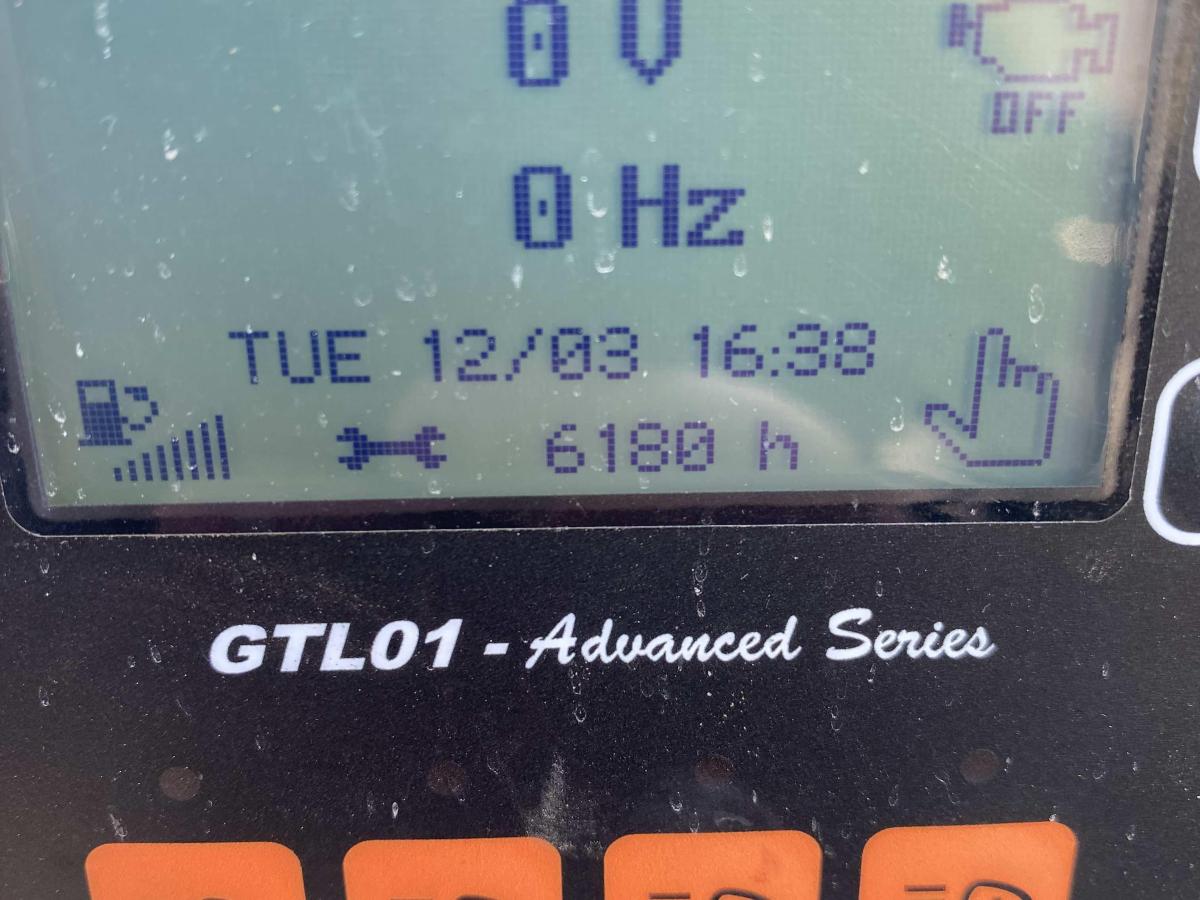 0 V
OFF
0 Hz
TUE 12/03 16:38
6180 h
GTL01 - Advanced Series